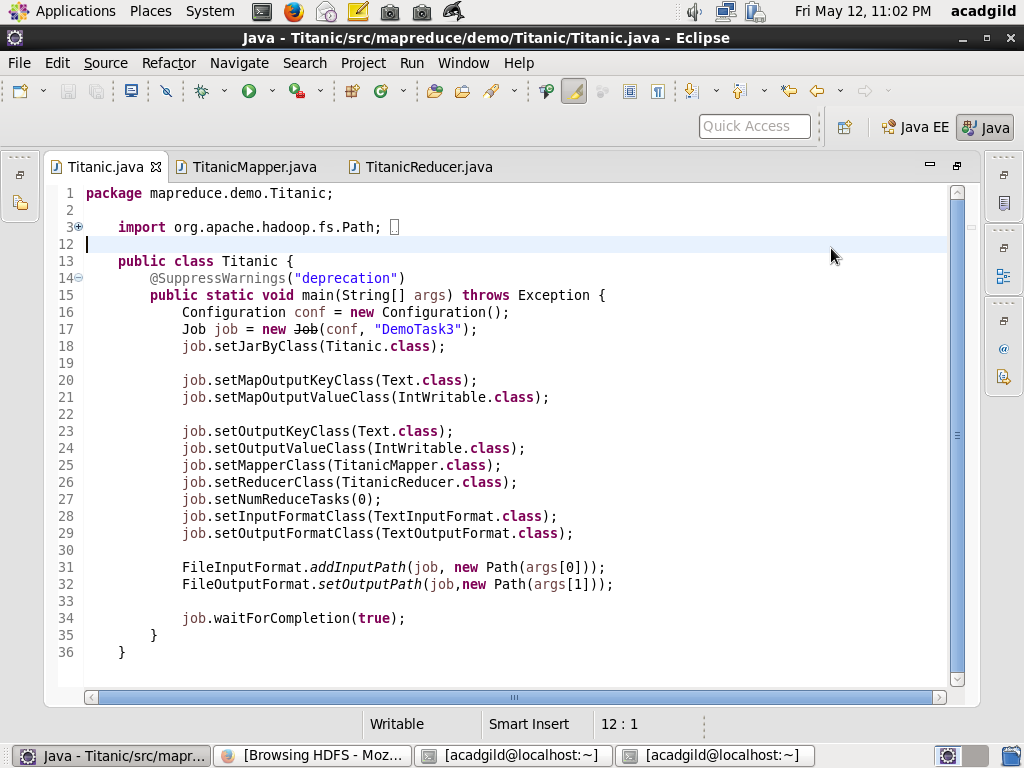 Applications Places System Fri May 12, 11:02 PM acadgild
Java - Titanic/src/mapreduce/demo/Titanic/Titanic.java - Eclipse
File Edit Source Refactor Navigate Search Project Run Window Help
Quick Access Java EE Java
Titanic.java TitanicMapper.java TitanicReducer.java
1 package mapreduce.demo.Titanic;
2
3 import org.apache.hadoop.fs.Path;
12
13 public class Titanic {
14 @SuppressWarnings("deprecation")
15 public static void main(String[] args) throws Exception {
16 Configuration conf = new Configuration();
17 Job job = new Job(conf, "DemoTask3");
18 job.setJarByClass(Titanic.class);
19
20 job.setMapOutputKeyClass(Text.class);
21 job.setMapOutputValueClass(IntWritable.class);
22
23 job.setOutputKeyClass(Text.class);
24 job.setOutputValueClass(IntWritable.class);
25 job.setMapperClass(TitanicMapper.class);
26 job.setReducerClass(TitanicReducer.class);
27 job.setNumReduceTasks(0);
28 job.setInputFormatClass(TextInputFormat.class);
29 job.setOutputFormatClass(TextOutputFormat.class);
30
31 FileInputFormat.addInputPath(job, new Path(args[0]));
32 FileOutputFormat.setOutputPath(job,new Path(args[1]));
33
34 job.waitForCompletion(true);
35 }
36 }
Writable Smart Insert 12 : 1
Java - Titanic/src/mapr... [Browsing HDFS - Moz... [acadgild@localhost:~] [acadgild@localhost:~]